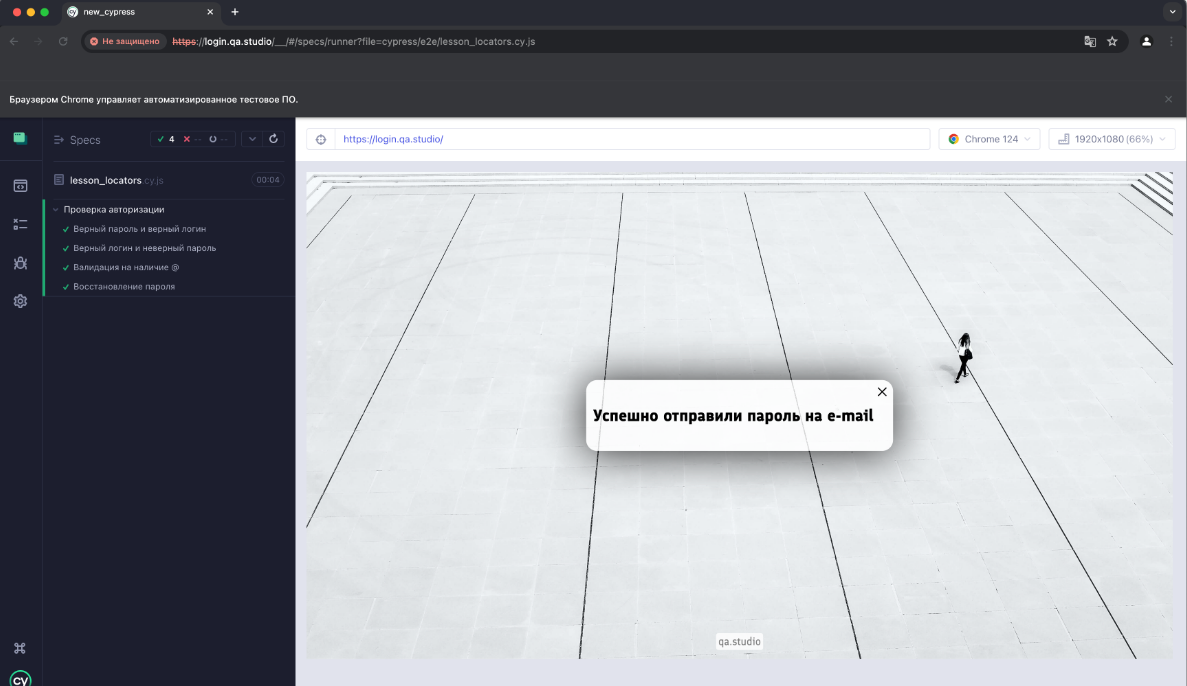 new_cypress
Не защищено https://login.qa.studio/__/#/specs/runner?file=cypress/e2e/lesson_locators.cy.js
Браузером Chrome управляет автоматизированное тестовое ПО.
Specs 4 -- --
https://login.qa.studio/ Chrome 124 1920x1080 (66%)
lesson_locators.cy.js 00:04
Проверка авторизации
Верный пароль и верный логин
Верный логин и неверный пароль
Валидация на наличие @
Восстановление пароля
Успешно отправили пароль на e-mail
qa.studio
cy